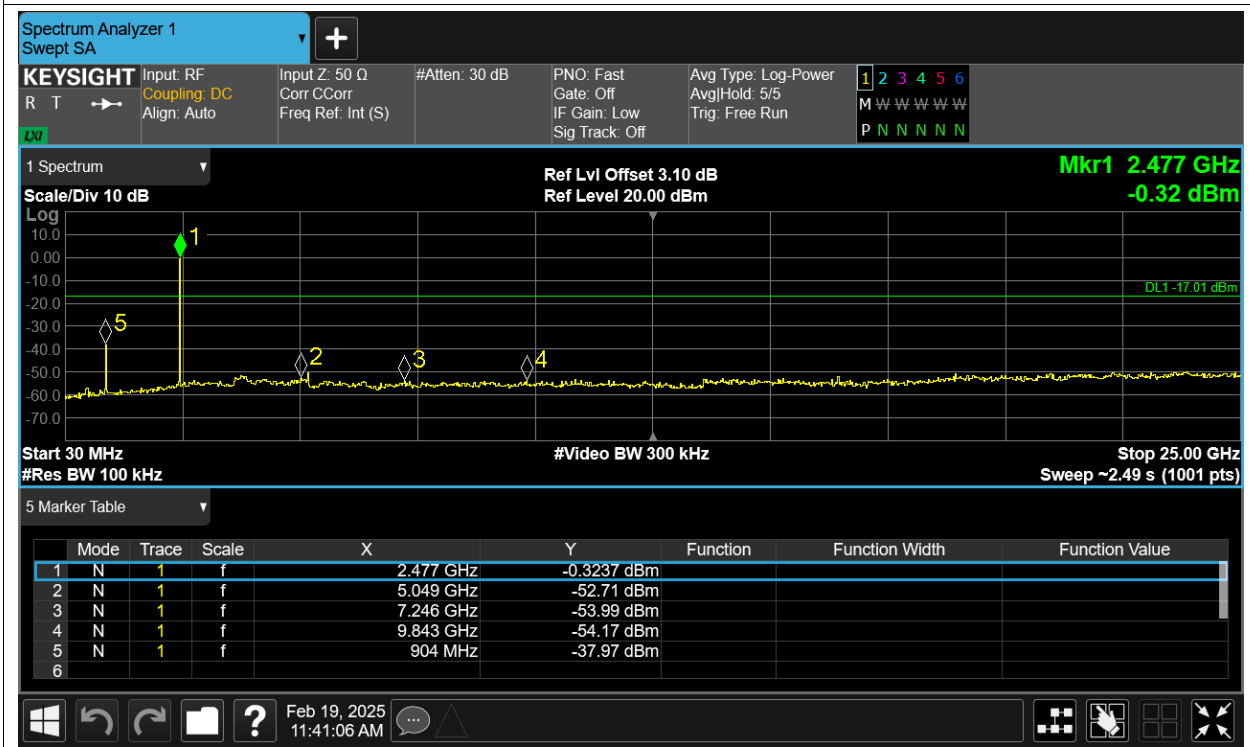 Spectrum Analyzer 1
Swept SA
KEYSIGHT
R T
LXI
Input: RF
Coupling: DC
Align: Auto
Input Z: 50 Ω
Corr CCorr
Freq Ref: Int (S)
#Atten: 30 dB
PNO: Fast
Gate: Off
IF Gain: Low
Sig Track: Off
Avg Type: Log-Power
Avg|Hold: 5/5
Trig: Free Run
1 2 3 4 5 6
M W W W W W
P N N N N N
1 Spectrum
Scale/Div 10 dB
Ref Lvl Offset 3.10 dB
Ref Level 20.00 dBm
Mkr1 2.477 GHz
-0.32 dBm
Log
10.0
0.00
-10.0
-20.0
-30.0
-40.0
-50.0
-60.0
-70.0
1
5
2
3
4
DL1 -17.01 dBm
Start 30 MHz
#Video BW 300 kHz
Stop 25.00 GHz
#Res BW 100 kHz
Sweep ~2.49 s (1001 pts)
5 Marker Table
Mode Trace Scale X Y Function Function Width Function Value
1 N 1 f 2.477 GHz -0.3237 dBm
2 N 1 f 5.049 GHz -52.71 dBm
3 N 1 f 7.246 GHz -53.99 dBm
4 N 1 f 9.843 GHz -54.17 dBm
5 N 1 f 904 MHz -37.97 dBm
6
?
Feb 19, 2025
11:41:06 AM